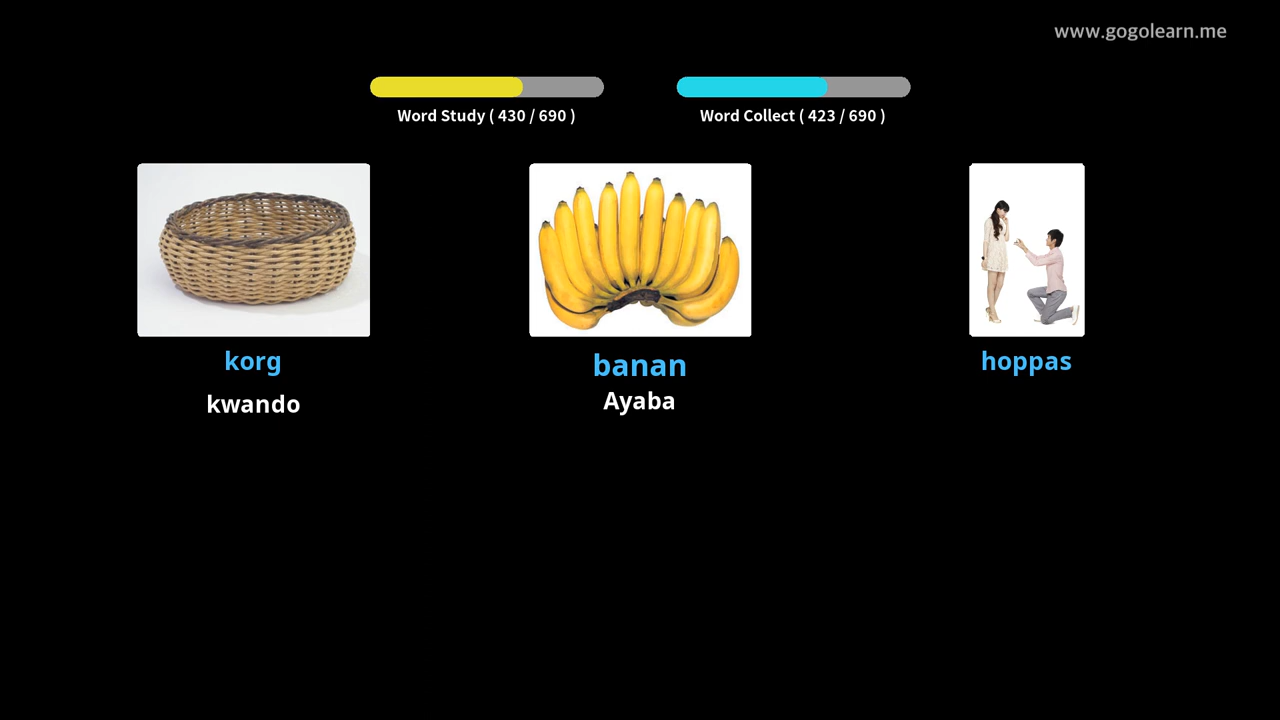 www.gogolearn.me
Word Study ( 430 / 690 )
Word Collect ( 423 / 690 )
korg
kwando
banan
Ayaba
hoppas